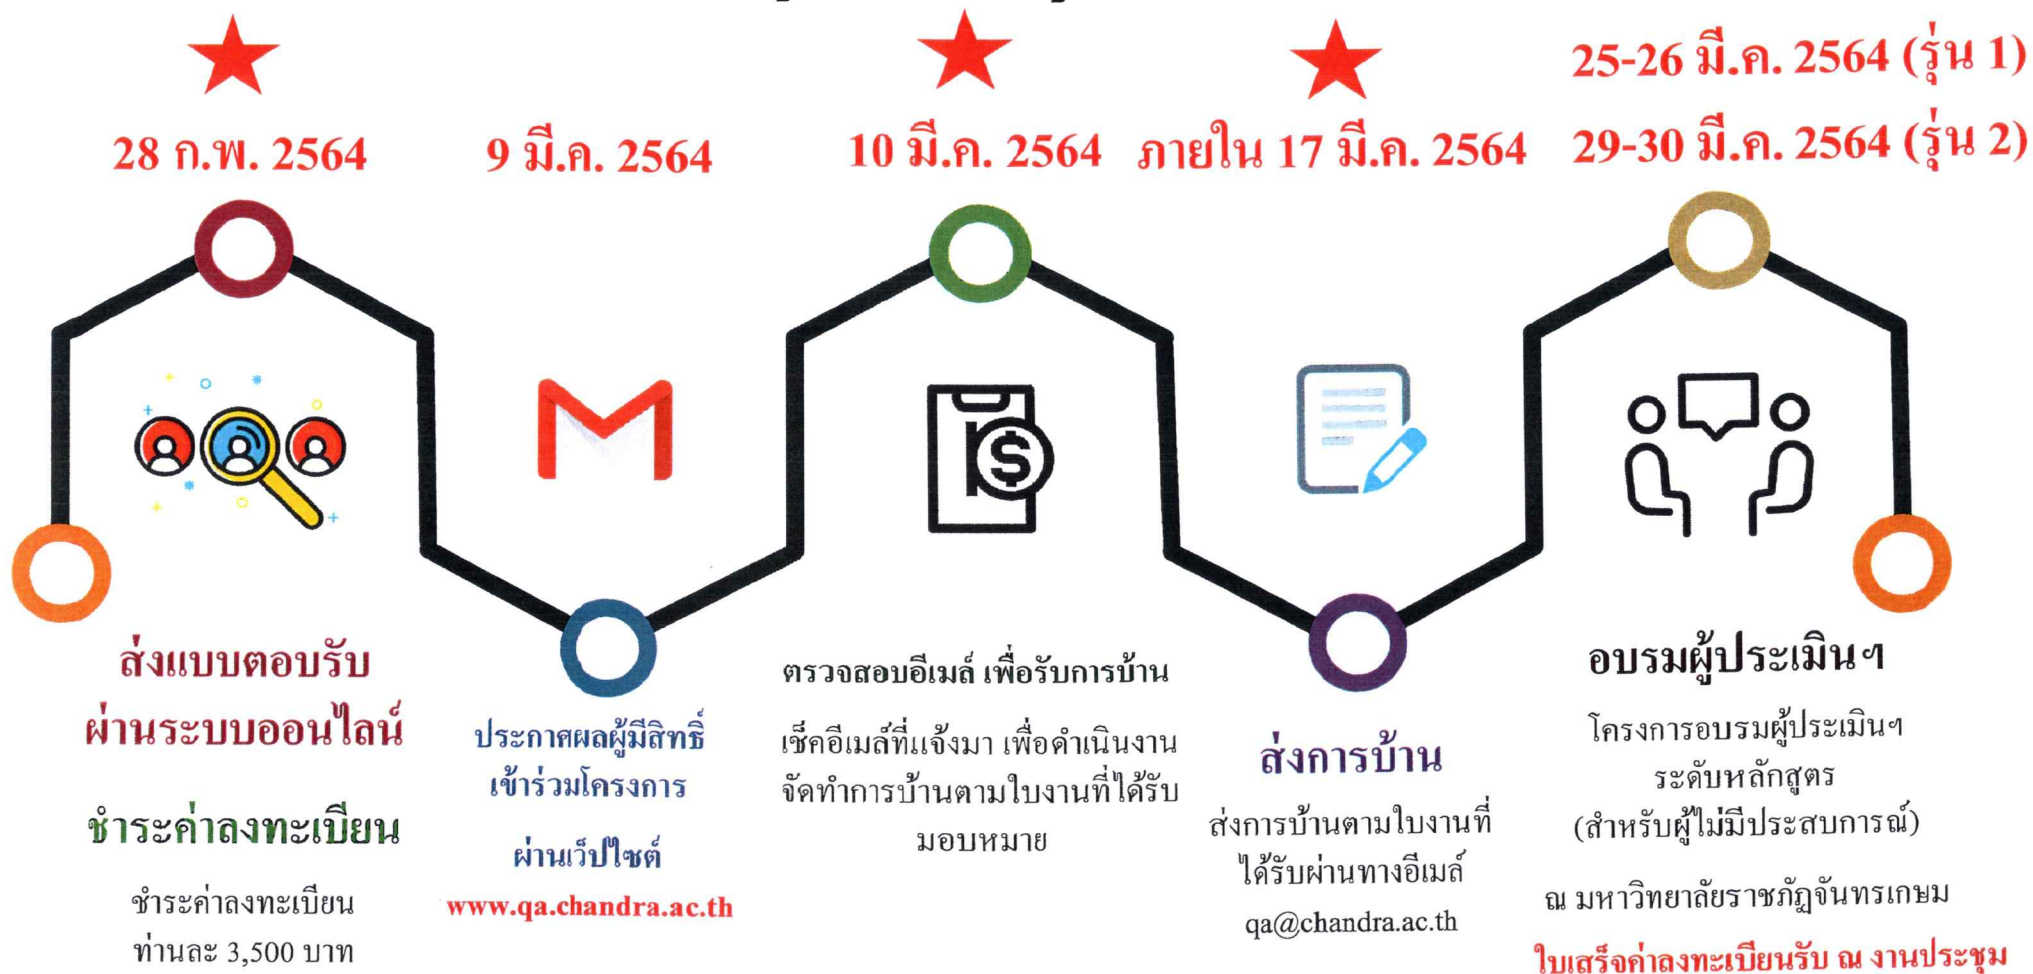 28 ก.พ. 2564
9 มี.ค. 2564
10 มี.ค. 2564
ภายใน 17 มี.ค. 2564
25-26 มี.ค. 2564 (รุ่น 1)
29-30 มี.ค. 2564 (รุ่น 2)
ส่งแบบตอบรับ
ผ่านระบบออนไลน์
ชำระค่าลงทะเบียน
ชำระค่าลงทะเบียน
ท่านละ 3,500 บาท
ประกาศผลผู้มีสิทธิ์
เข้าร่วมโครงการ
ผ่านเว็ปไซต์
www.qa.chandra.ac.th
ตรวจสอบอีเมล์ เพื่อรับการบ้าน
เช็คอีเมล์ที่แจ้งมา เพื่อดำเนินงาน
จัดทำการบ้านตามใบงานที่ได้รับ
มอบหมาย
ส่งการบ้าน
ส่งการบ้านตามใบงานที่
ได้รับผ่านทางอีเมล์
qa@chandra.ac.th
อบรมผู้ประเมินฯ
โครงการอบรมผู้ประเมินฯ
ระดับหลักสูตร
(สำหรับผู้ไม่มีประสบการณ์)
ณ มหาวิทยาลัยราชภัฏจันทรเกษม
ใบเสร็จค่าลงทะเบียนรับ ณ งานประชุม